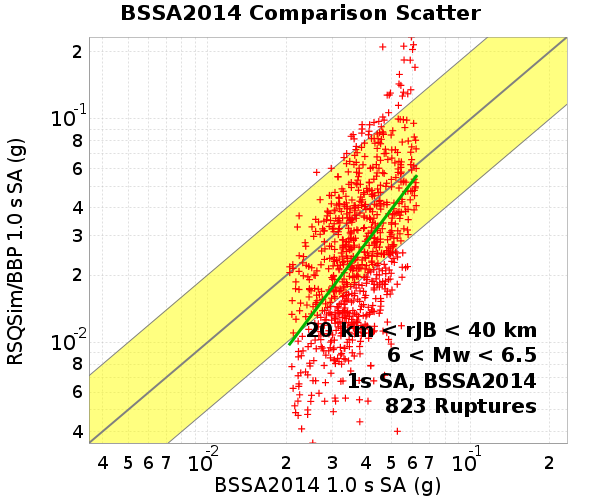 BSSA2014 Comparison Scatter
RSQSim/BBP 1.0 s SA (g)
2
10^-1
8
6
4
3
2
10^-2
8
6
4
20 km < rJB < 40 km
6 < Mw < 6.5
1s SA, BSSA2014
823 Ruptures
4 5 6 7 10^-2 2 3 4 5 6 7 10^-1 2
BSSA2014 1.0 s SA (g)